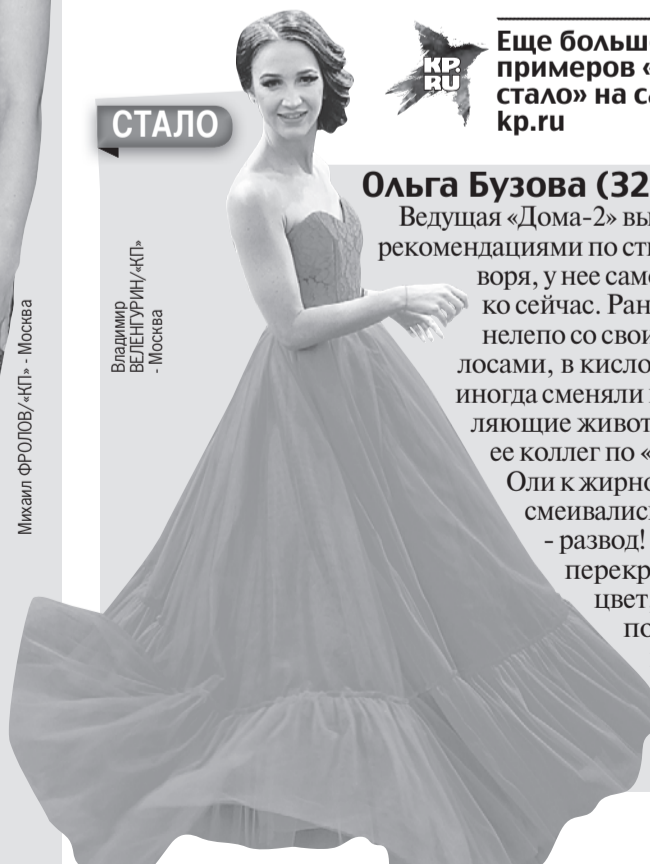 KP.
RU
Еще больш
примеров «
стало» на са
kp.ru
СТАЛО
Ольга Бузова (32
Ведущая «Дома-2» вы
рекомендациями по сти
воря, у нее само
ко сейчас. Ран
нелепо со свои
лосами, в кисло
иногда сменяли
ляющие живот
ее коллег по «
Оли к жирно
смеивалис
- развод!
перекр
цвет
по
Владимир
ВЕЛЕНГУРИН/«КП»
- Москва
Михаил ФРОЛОВ/«КП» - Москва